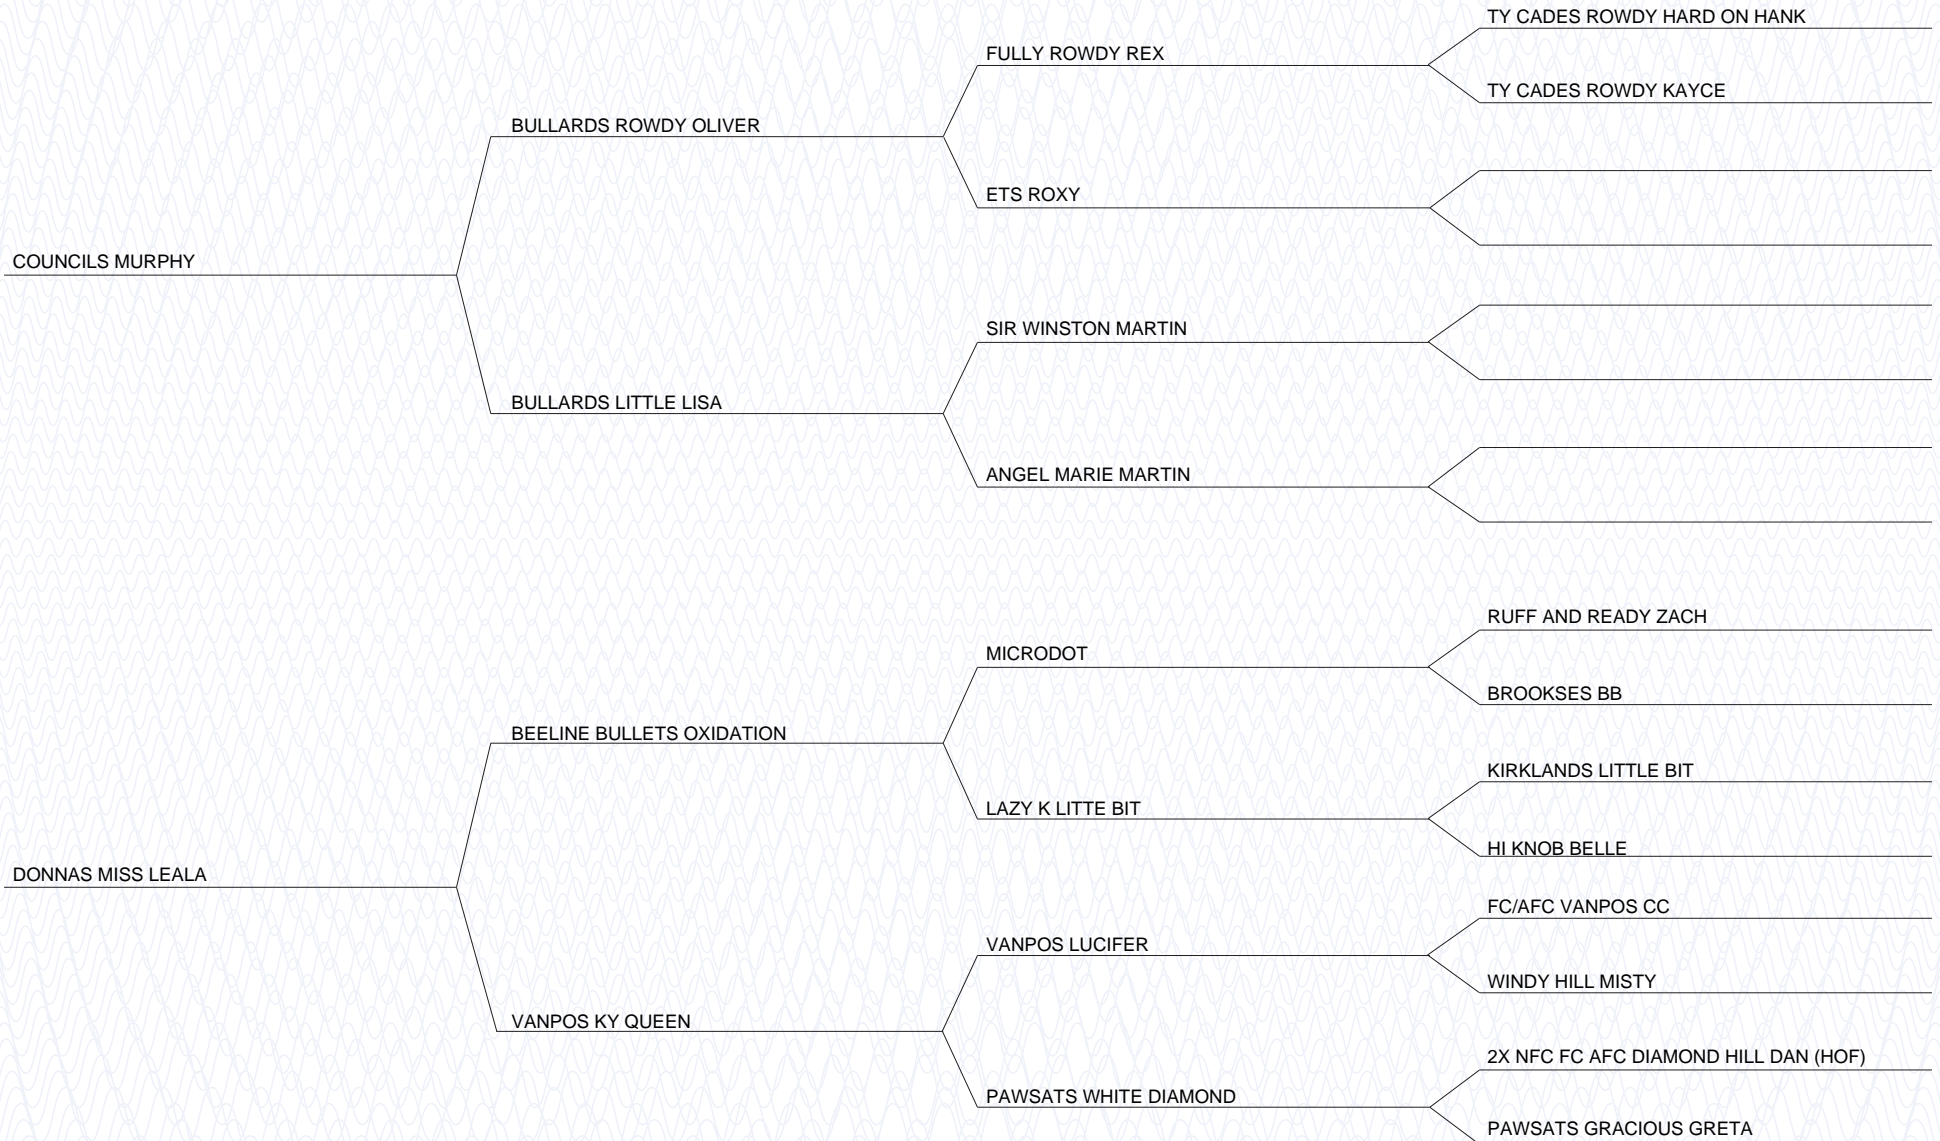 TY CADES ROWDY HARD ON HANK
FULLY ROWDY REX
TY CADES ROWDY KAYCE
BULLARDS ROWDY OLIVER
ETS ROXY
COUNCILS MURPHY
SIR WINSTON MARTIN
BULLARDS LITTLE LISA
ANGEL MARIE MARTIN
RUFF AND READY ZACH
MICRODOT
BROOKSES BB
BEELINE BULLETS OXIDATION
KIRKLANDS LITTLE BIT
LAZY K LITTE BIT
HI KNOB BELLE
DONNAS MISS LEALA
FC/AFC VANPOS CC
VANPOS LUCIFER
WINDY HILL MISTY
VANPOS KY QUEEN
2X NFC FC AFC DIAMOND HILL DAN (HOF)
PAWSATS WHITE DIAMOND
PAWSATS GRACIOUS GRETA